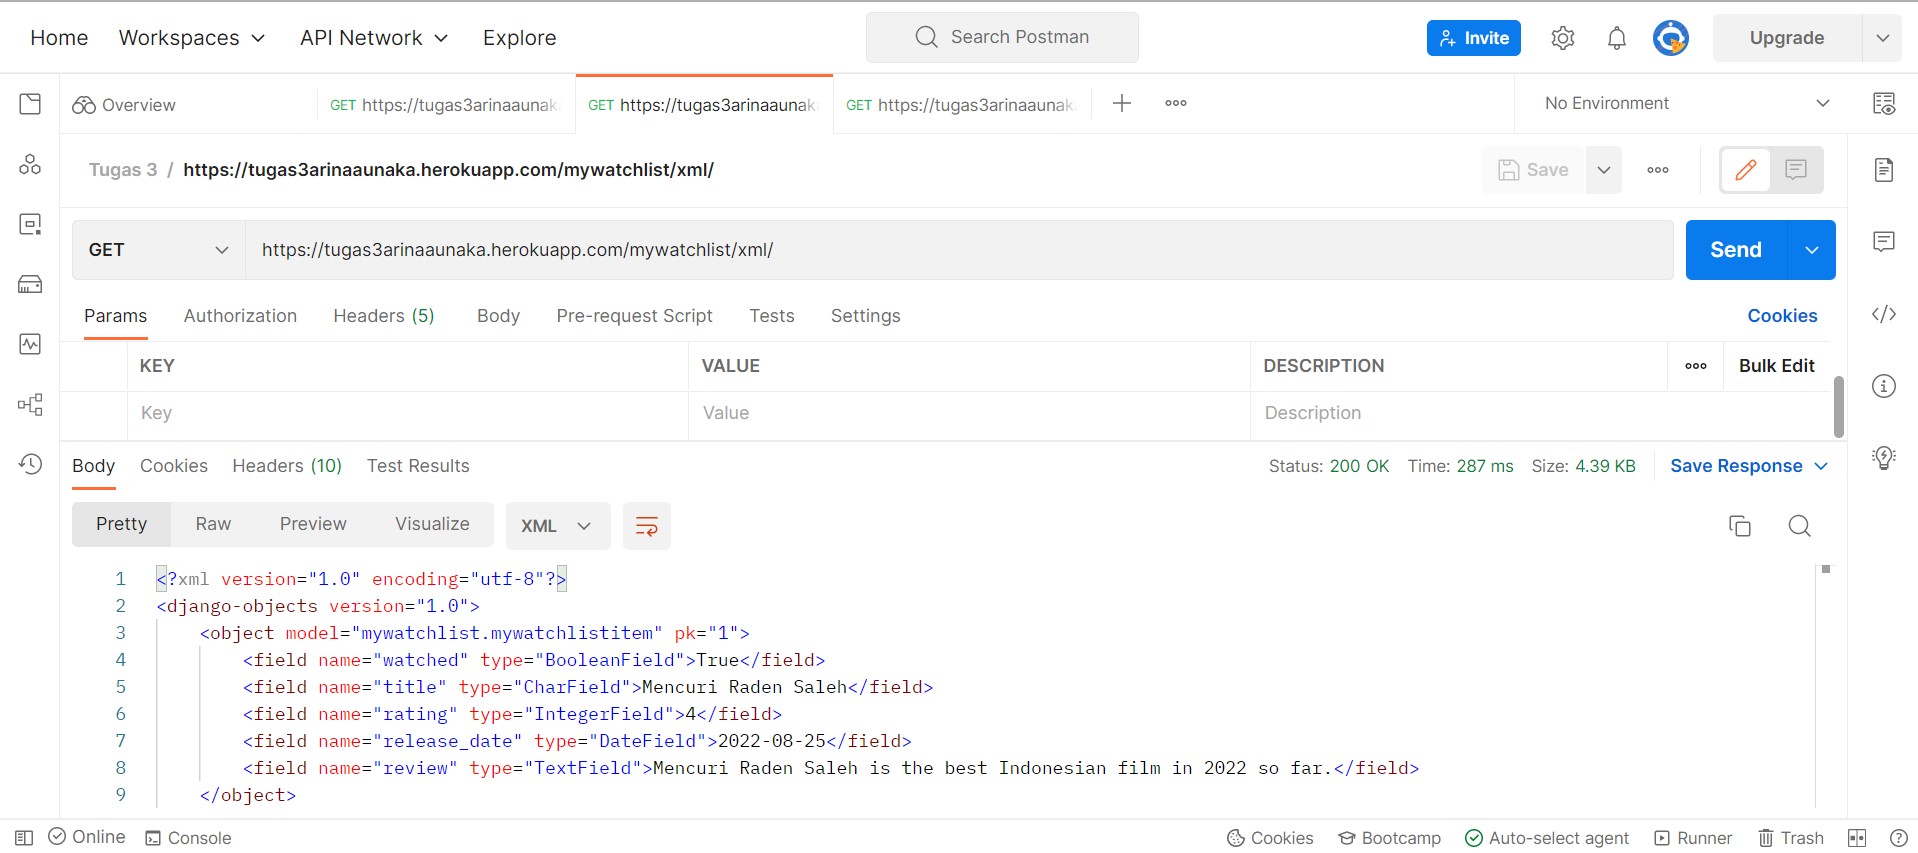 Home Workspaces API Network Explore Search Postman Invite Upgrade
Overview GET https://tugas3arinaaunak GET https://tugas3arinaaunak GET https://tugas3arinaaunak No Environment
Tugas 3 / https://tugas3arinaaunaka.herokuapp.com/mywatchlist/xml/ Save
GET https://tugas3arinaaunaka.herokuapp.com/mywatchlist/xml/ Send
Params Authorization Headers (5) Body Pre-request Script Tests Settings Cookies
KEY VALUE DESCRIPTION Bulk Edit
Key Value Description
Body Cookies Headers (10) Test Results Status: 200 OK Time: 287 ms Size: 4.39 KB Save Response
Pretty Raw Preview Visualize XML
1 <?xml version="1.0" encoding="utf-8"?>
2 <django-objects version="1.0">
3 <object model="mywatchlist.mywatchlistitem" pk="1">
4 <field name="watched" type="BooleanField">True</field>
5 <field name="title" type="CharField">Mencuri Raden Saleh</field>
6 <field name="rating" type="IntegerField">4</field>
7 <field name="release_date" type="DateField">2022-08-25</field>
8 <field name="review" type="TextField">Mencuri Raden Saleh is the best Indonesian film in 2022 so far.</field>
9 </object>
Online Console Cookies Bootcamp Auto-select agent Runner Trash